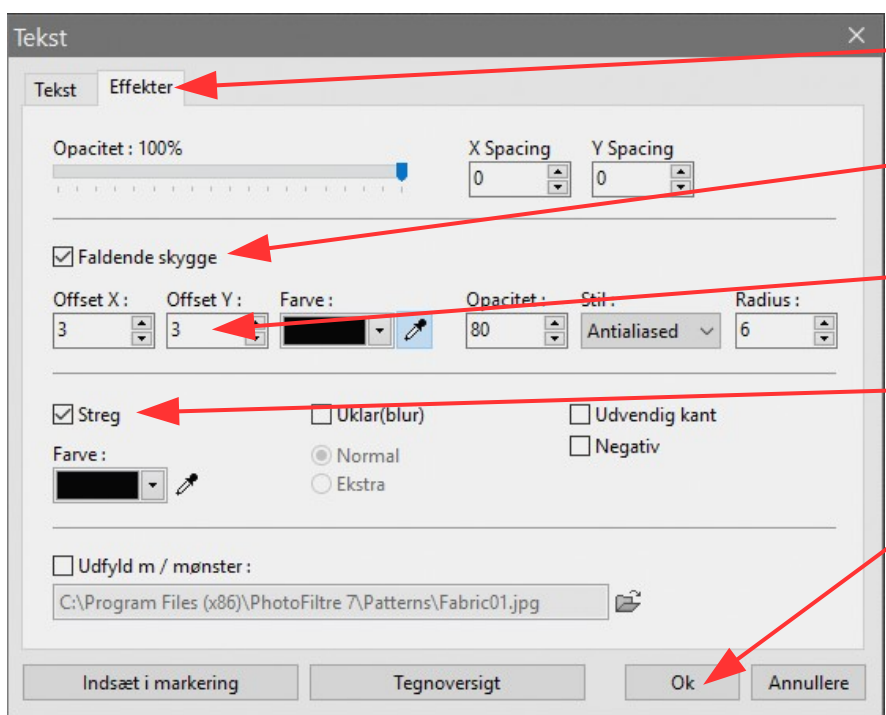 Tekst
Tekst Effekter
Opacitet : 100% X Spacing Y Spacing
0 0
Faldende skygge
Offset X : Offset Y : Farve : Opacitet : Stil : Radius :
3 3 80 Antialiased 6
Streg Uklar(blur) Udvendig kant
Farve : Normal Negativ
Ekstra
Udfyld m / mønster :
C:\Program Files (x86)\PhotoFiltre 7\Patterns\Fabric01.jpg
Indsæt i markering Tegnoversigt Ok Annullere